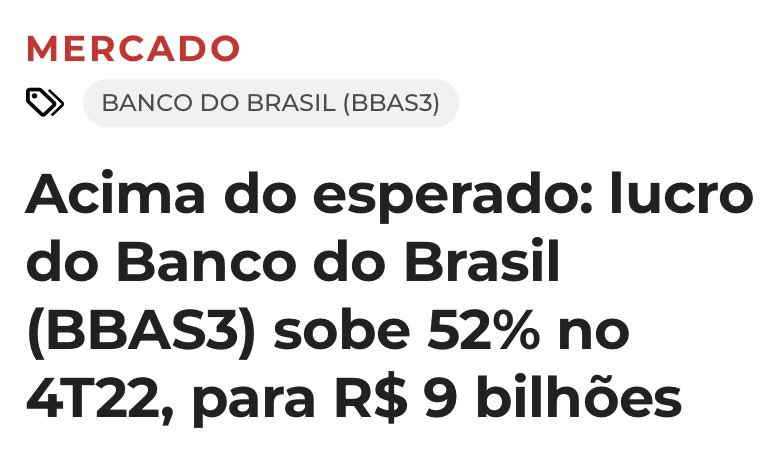 MERCADO
BANCO DO BRASIL (BBAS3)
Acima do esperado: lucro
do Banco do Brasil
(BBAS3) sobe 52% no
4T22, para R$ 9 bilhões